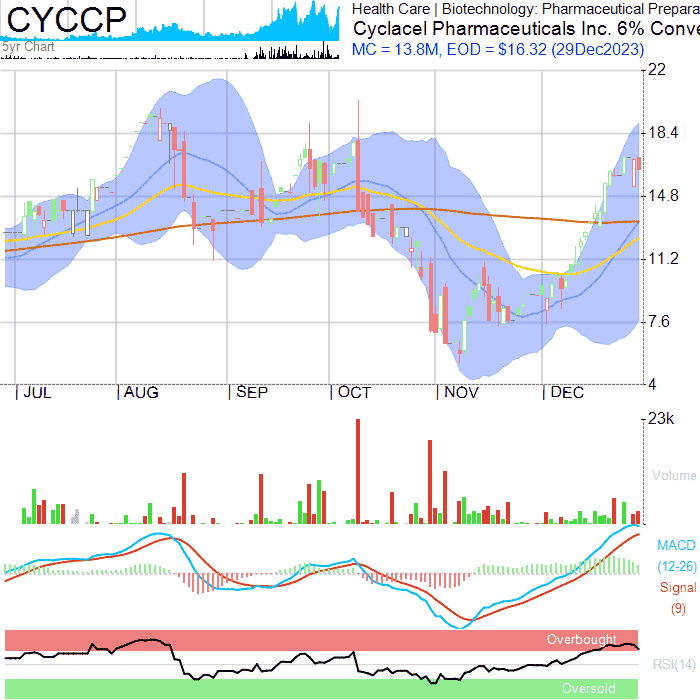 CYCCP
5yr Chart
Health Care | Biotechnology: Pharmaceutical Prepara
Cyclacel Pharmaceuticals Inc. 6% Conve
MC = 13.8M, EOD = $16.32 (29Dec2023)
22
18.4
14.8
11.2
7.6
4
| JUL | AUG | SEP | OCT | NOV | DEC
23k
Volume
MACD
(12-26)
Signal
(9)
Overbought
RSI(14)
Oversold